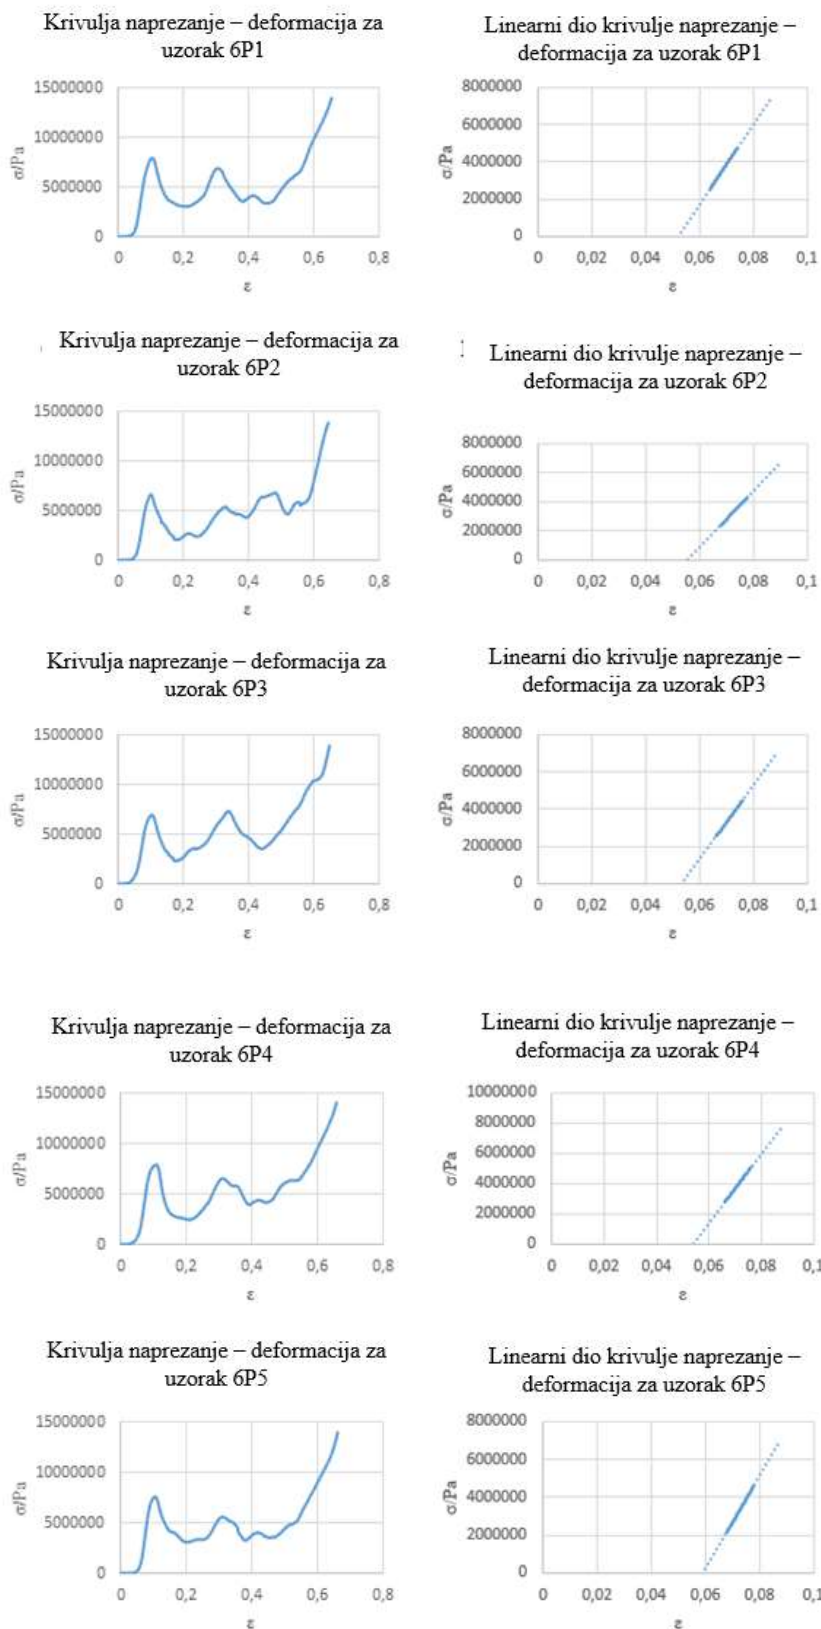 Krivulja naprezanje – deformacija za
uzorak 6P1
15000000
10000000
5000000
0
σ/Pa
0 0,2 0,4 0,6 0,8
ε
Linearni dio krivulje naprezanje –
deformacija za uzorak 6P1
8000000
6000000
4000000
2000000
0
σ/Pa
0 0,02 0,04 0,06 0,08 0,1
ε
Krivulja naprezanje – deformacija za
uzorak 6P2
15000000
10000000
5000000
0
σ/Pa
0 0,2 0,4 0,6 0,8
ε
Linearni dio krivulje naprezanje –
deformacija za uzorak 6P2
8000000
6000000
4000000
2000000
0
σ/Pa
0 0,02 0,04 0,06 0,08 0,1
ε
Krivulja naprezanje – deformacija za
uzorak 6P3
15000000
10000000
5000000
0
σ/Pa
0 0,2 0,4 0,6 0,8
ε
Linearni dio krivulje naprezanje –
deformacija za uzorak 6P3
8000000
6000000
4000000
2000000
0
σ/Pa
0 0,02 0,04 0,06 0,08 0,1
ε
Krivulja naprezanje – deformacija za
uzorak 6P4
15000000
10000000
5000000
0
σ/Pa
0 0,2 0,4 0,6 0,8
ε
Linearni dio krivulje naprezanje –
deformacija za uzorak 6P4
10000000
8000000
6000000
4000000
2000000
0
σ/Pa
0 0,02 0,04 0,06 0,08 0,1
ε
Krivulja naprezanje – deformacija za
uzorak 6P5
15000000
10000000
5000000
0
σ/Pa
0 0,2 0,4 0,6 0,8
ε
Linearni dio krivulje naprezanje –
deformacija za uzorak 6P5
8000000
6000000
4000000
2000000
0
σ/Pa
0 0,02 0,04 0,06 0,08 0,1
ε